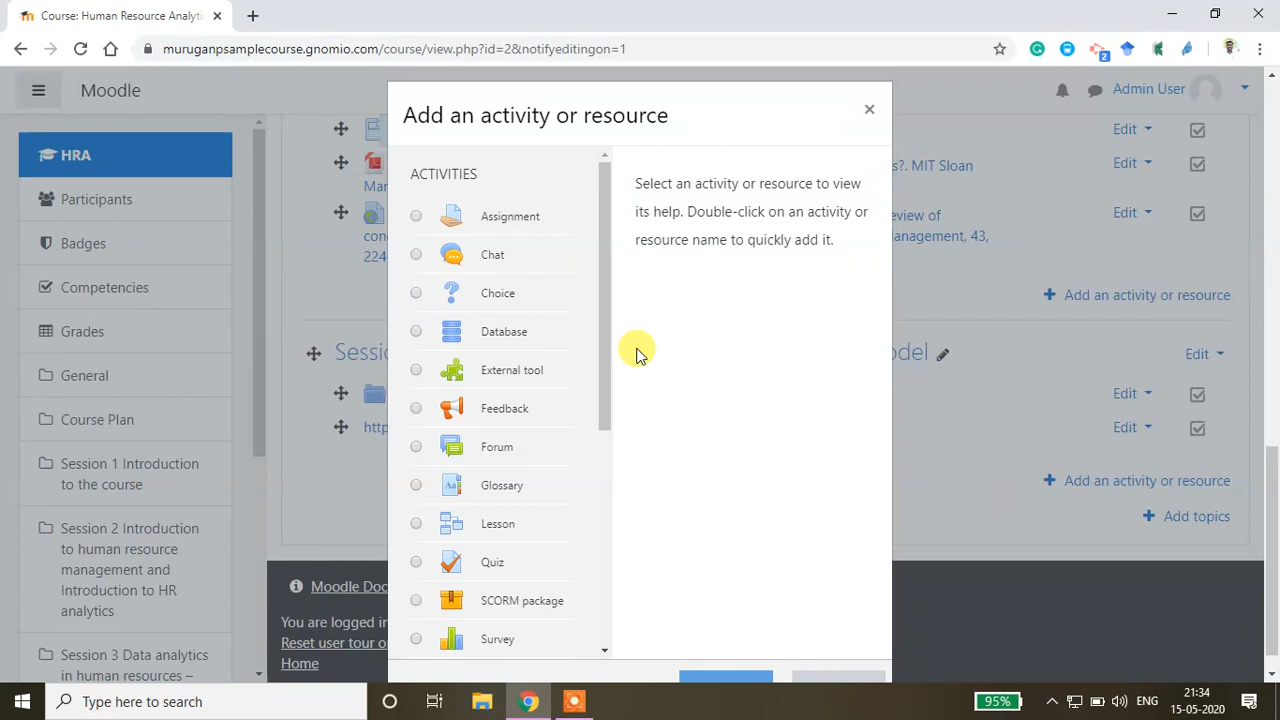 Course: Human Resource Analyti
muruganpsamplecourse.gnomio.com/course/view.php?id=2&notifyeditingon=1
2
Moodle
Admin User
HRA
Participants
Badges
Competencies
Grades
General
Course Plan
Session 1 Introduction
to the course
Session 2 Introduction
to human resource
management and
Introduction to HR
analytics
Session 3 Data analytics
in human resources –
Add an activity or resource
×
ACTIVITIES
Assignment
Chat
Choice
Database
External tool
Feedback
Forum
Glossary
Lesson
Quiz
SCORM package
Survey
Select an activity or resource to view
its help. Double-click on an activity or
resource name to quickly add it.
Edit
s?. MIT Sloan
Edit
Mar
view of
Edit
con
anagement, 43,
224
Add an activity or resource
Sessi
odel
Edit
Edit
http
Edit
Add an activity or resource
Add topics
Moodle Doc
You are logged in
Reset user tour o
Home
Type here to search
95%
ENG
21:34
15-05-2020